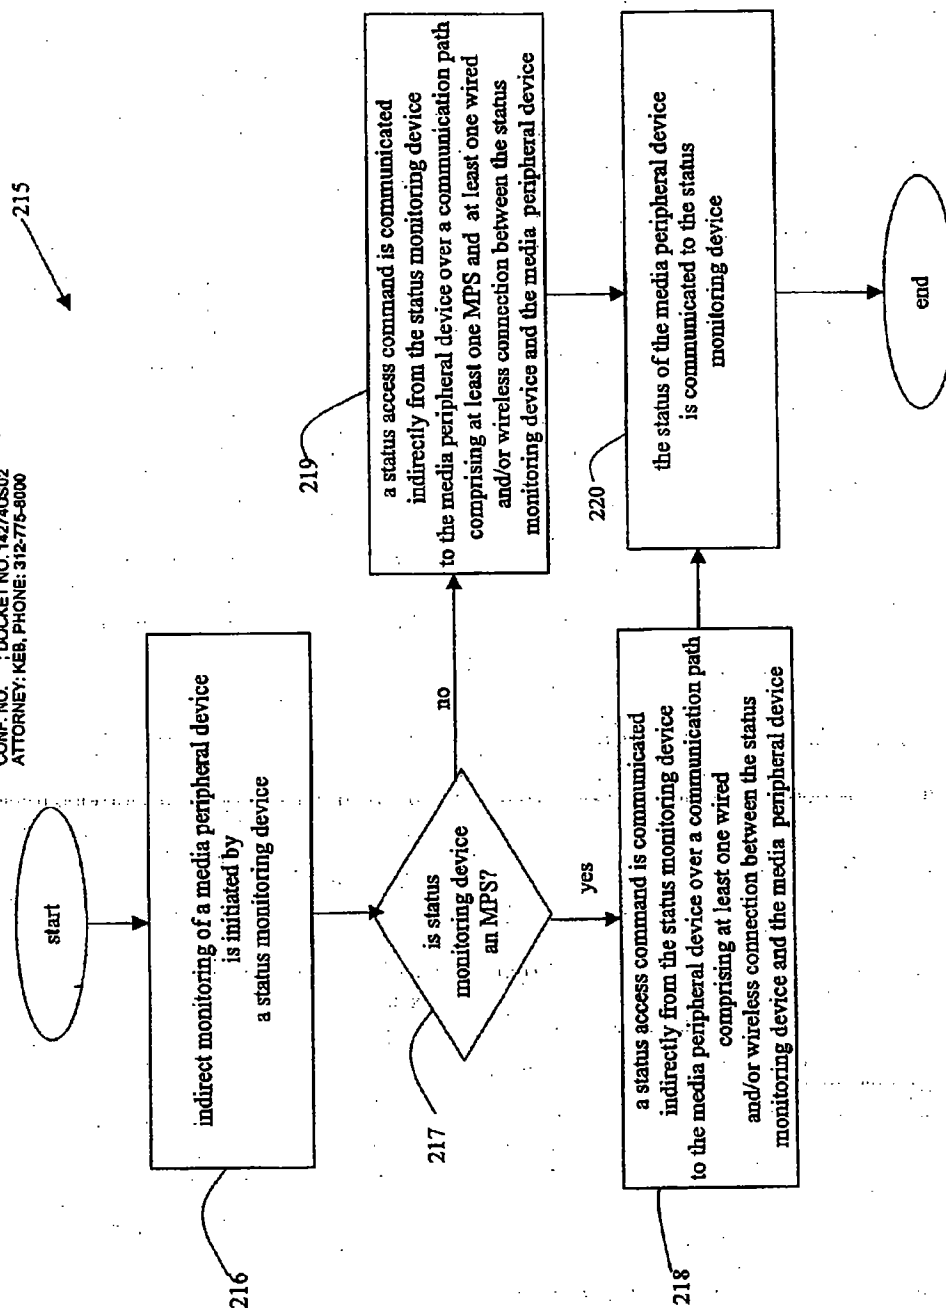 ATTORNEY: KEB, PHONE: 312-775-8000
215
start
indirect monitoring of a media peripheral device
is initiated by
a status monitoring device
216
is status
monitoring device
an MPS?
217
no
yes
a status access command is communicated
indirectly from the status monitoring device
to the media peripheral device over a communication path
comprising at least one MPS and at least one wired
and/or wireless connection between the status
monitoring device and the media peripheral device
219
a status access command is communicated
indirectly from the status monitoring device
to the media peripheral device over a communication path
comprising at least one wired
and/or wireless connection between the status
monitoring device and the media peripheral device
218
the status of the media peripheral device
is communicated to the status
monitoring device
220
end